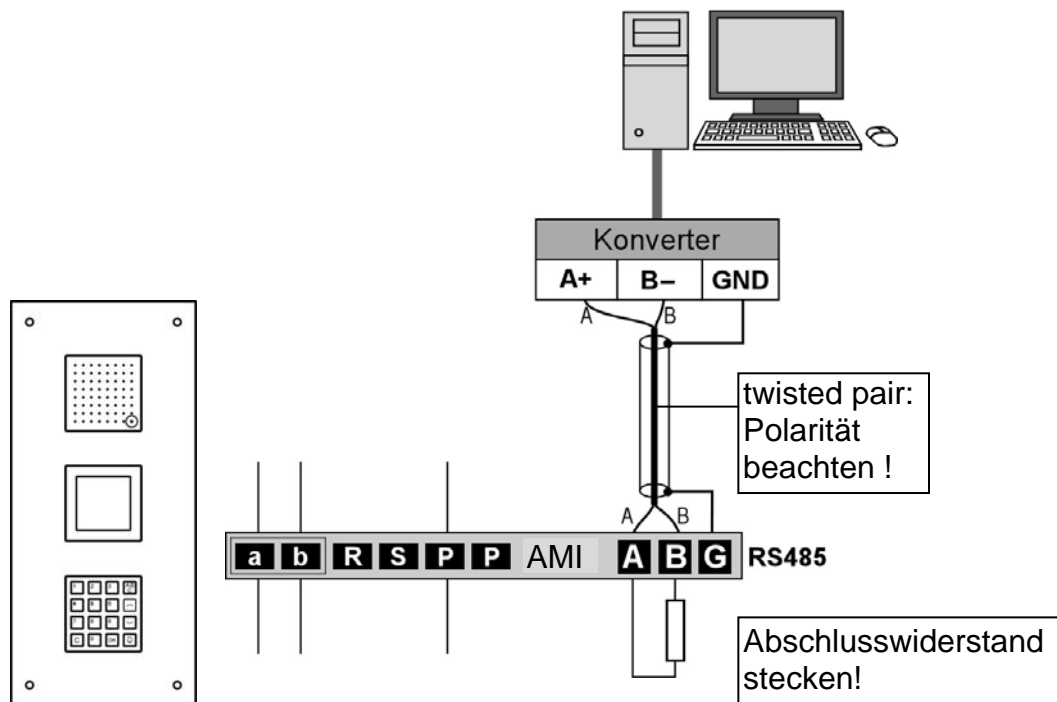 Konverter
A+ B– GND
A B
twisted pair:
Polarität
beachten !
A B
a b R S P P AMI A B G RS485
Abschlusswiderstand
stecken!